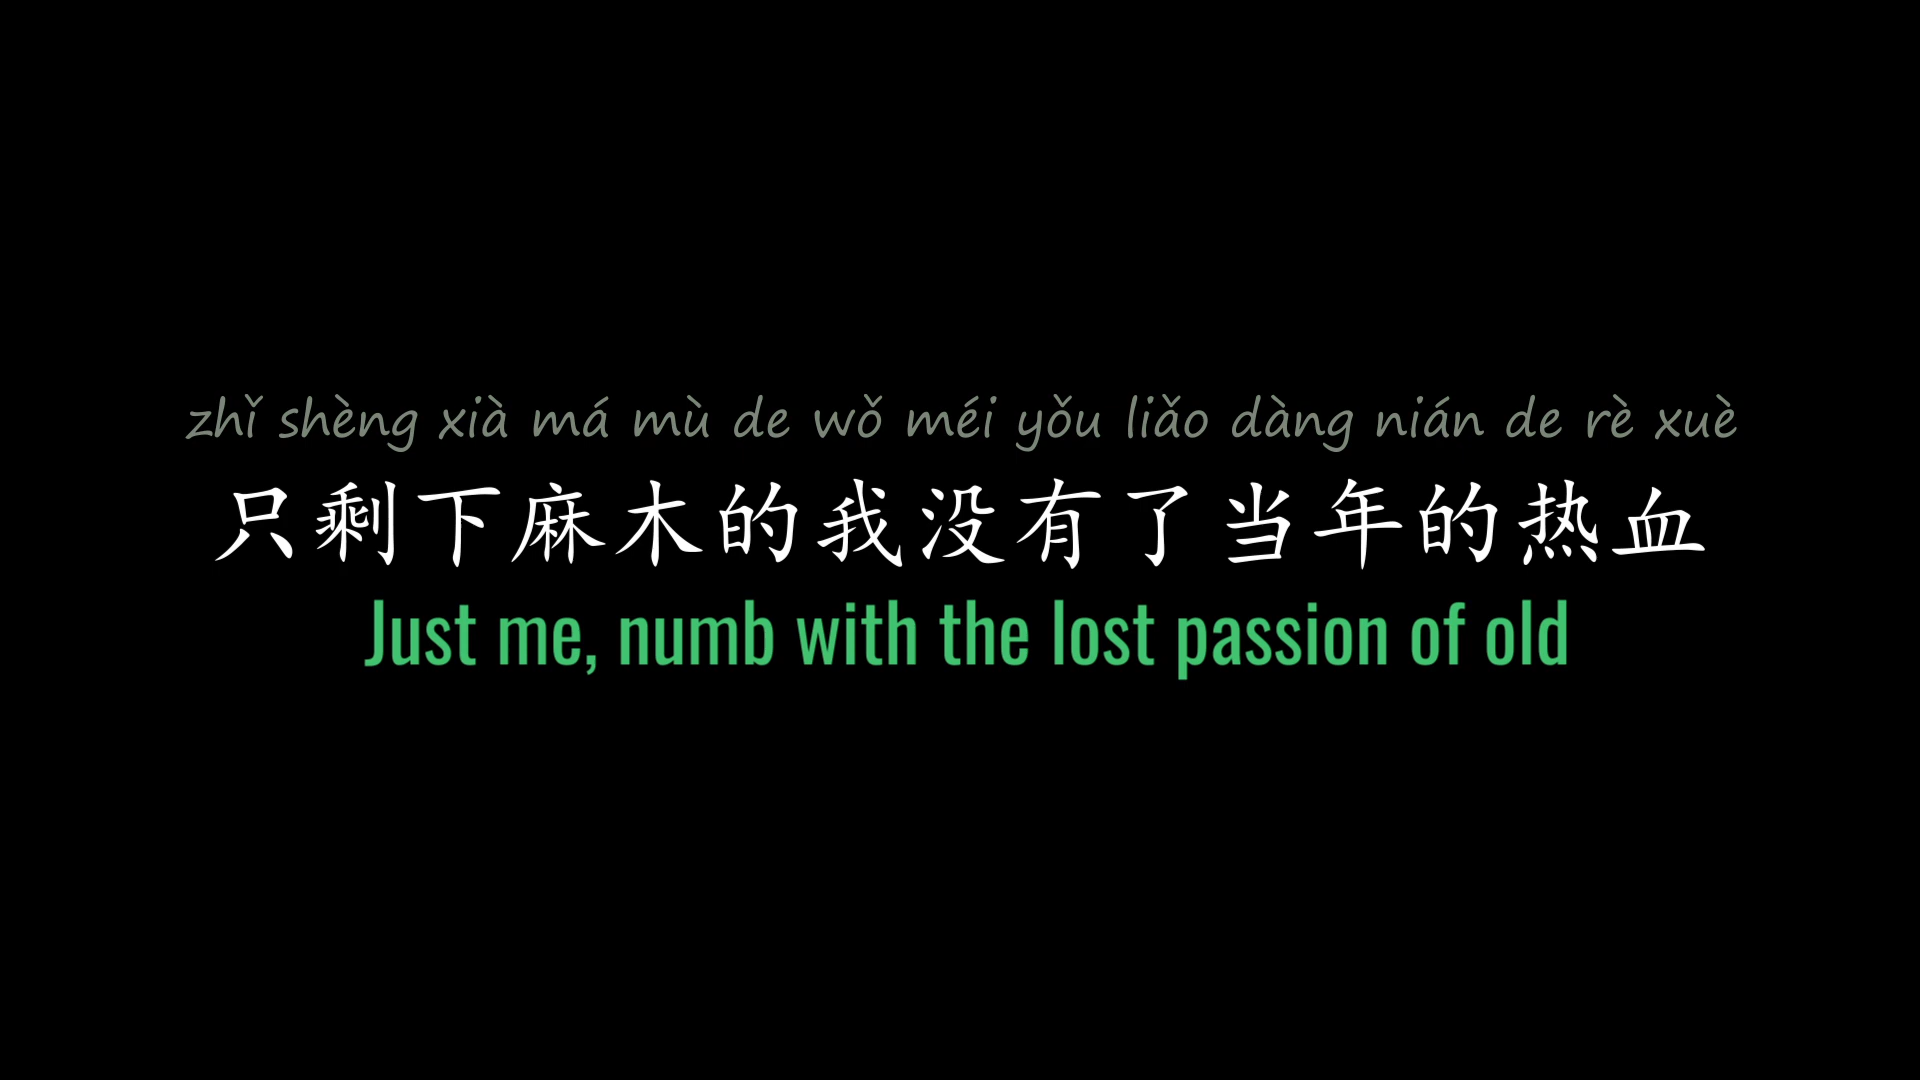 zhǐ shèng xià má mù de wǒ méi yǒu liǎo dàng nián de rè xuè
只剩下麻木的我没有了当年的热血
Just me, numb with the lost passion of old